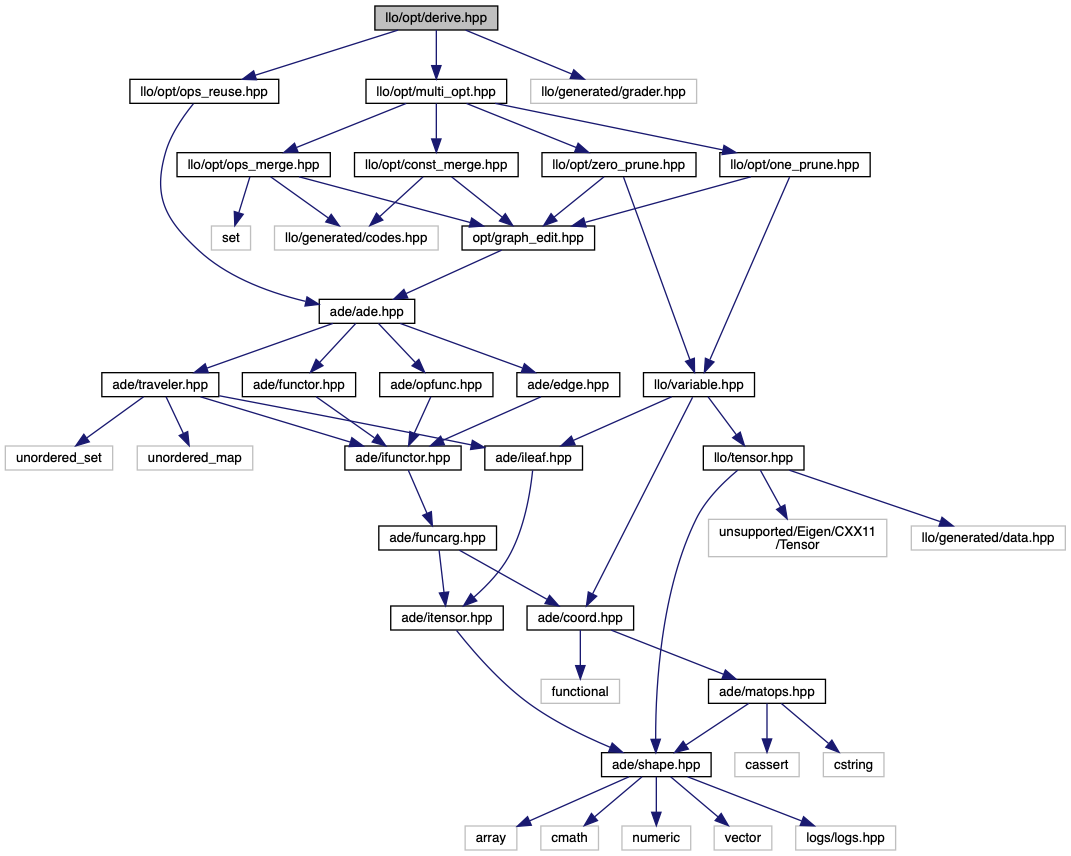 llo/opt/derive.hpp
llo/opt/ops_reuse.hpp
llo/opt/multi_opt.hpp
llo/generated/grader.hpp
llo/opt/ops_merge.hpp
llo/opt/const_merge.hpp
llo/opt/zero_prune.hpp
llo/opt/one_prune.hpp
set
llo/generated/codes.hpp
opt/graph_edit.hpp
ade/ade.hpp
ade/traveler.hpp
ade/functor.hpp
ade/opfunc.hpp
ade/edge.hpp
llo/variable.hpp
unordered_set
unordered_map
ade/ifunctor.hpp
ade/ileaf.hpp
llo/tensor.hpp
ade/funcarg.hpp
unsupported/Eigen/CXX11
/Tensor
llo/generated/data.hpp
ade/itensor.hpp
ade/coord.hpp
functional
ade/matops.hpp
ade/shape.hpp
cassert
cstring
array
cmath
numeric
vector
logs/logs.hpp